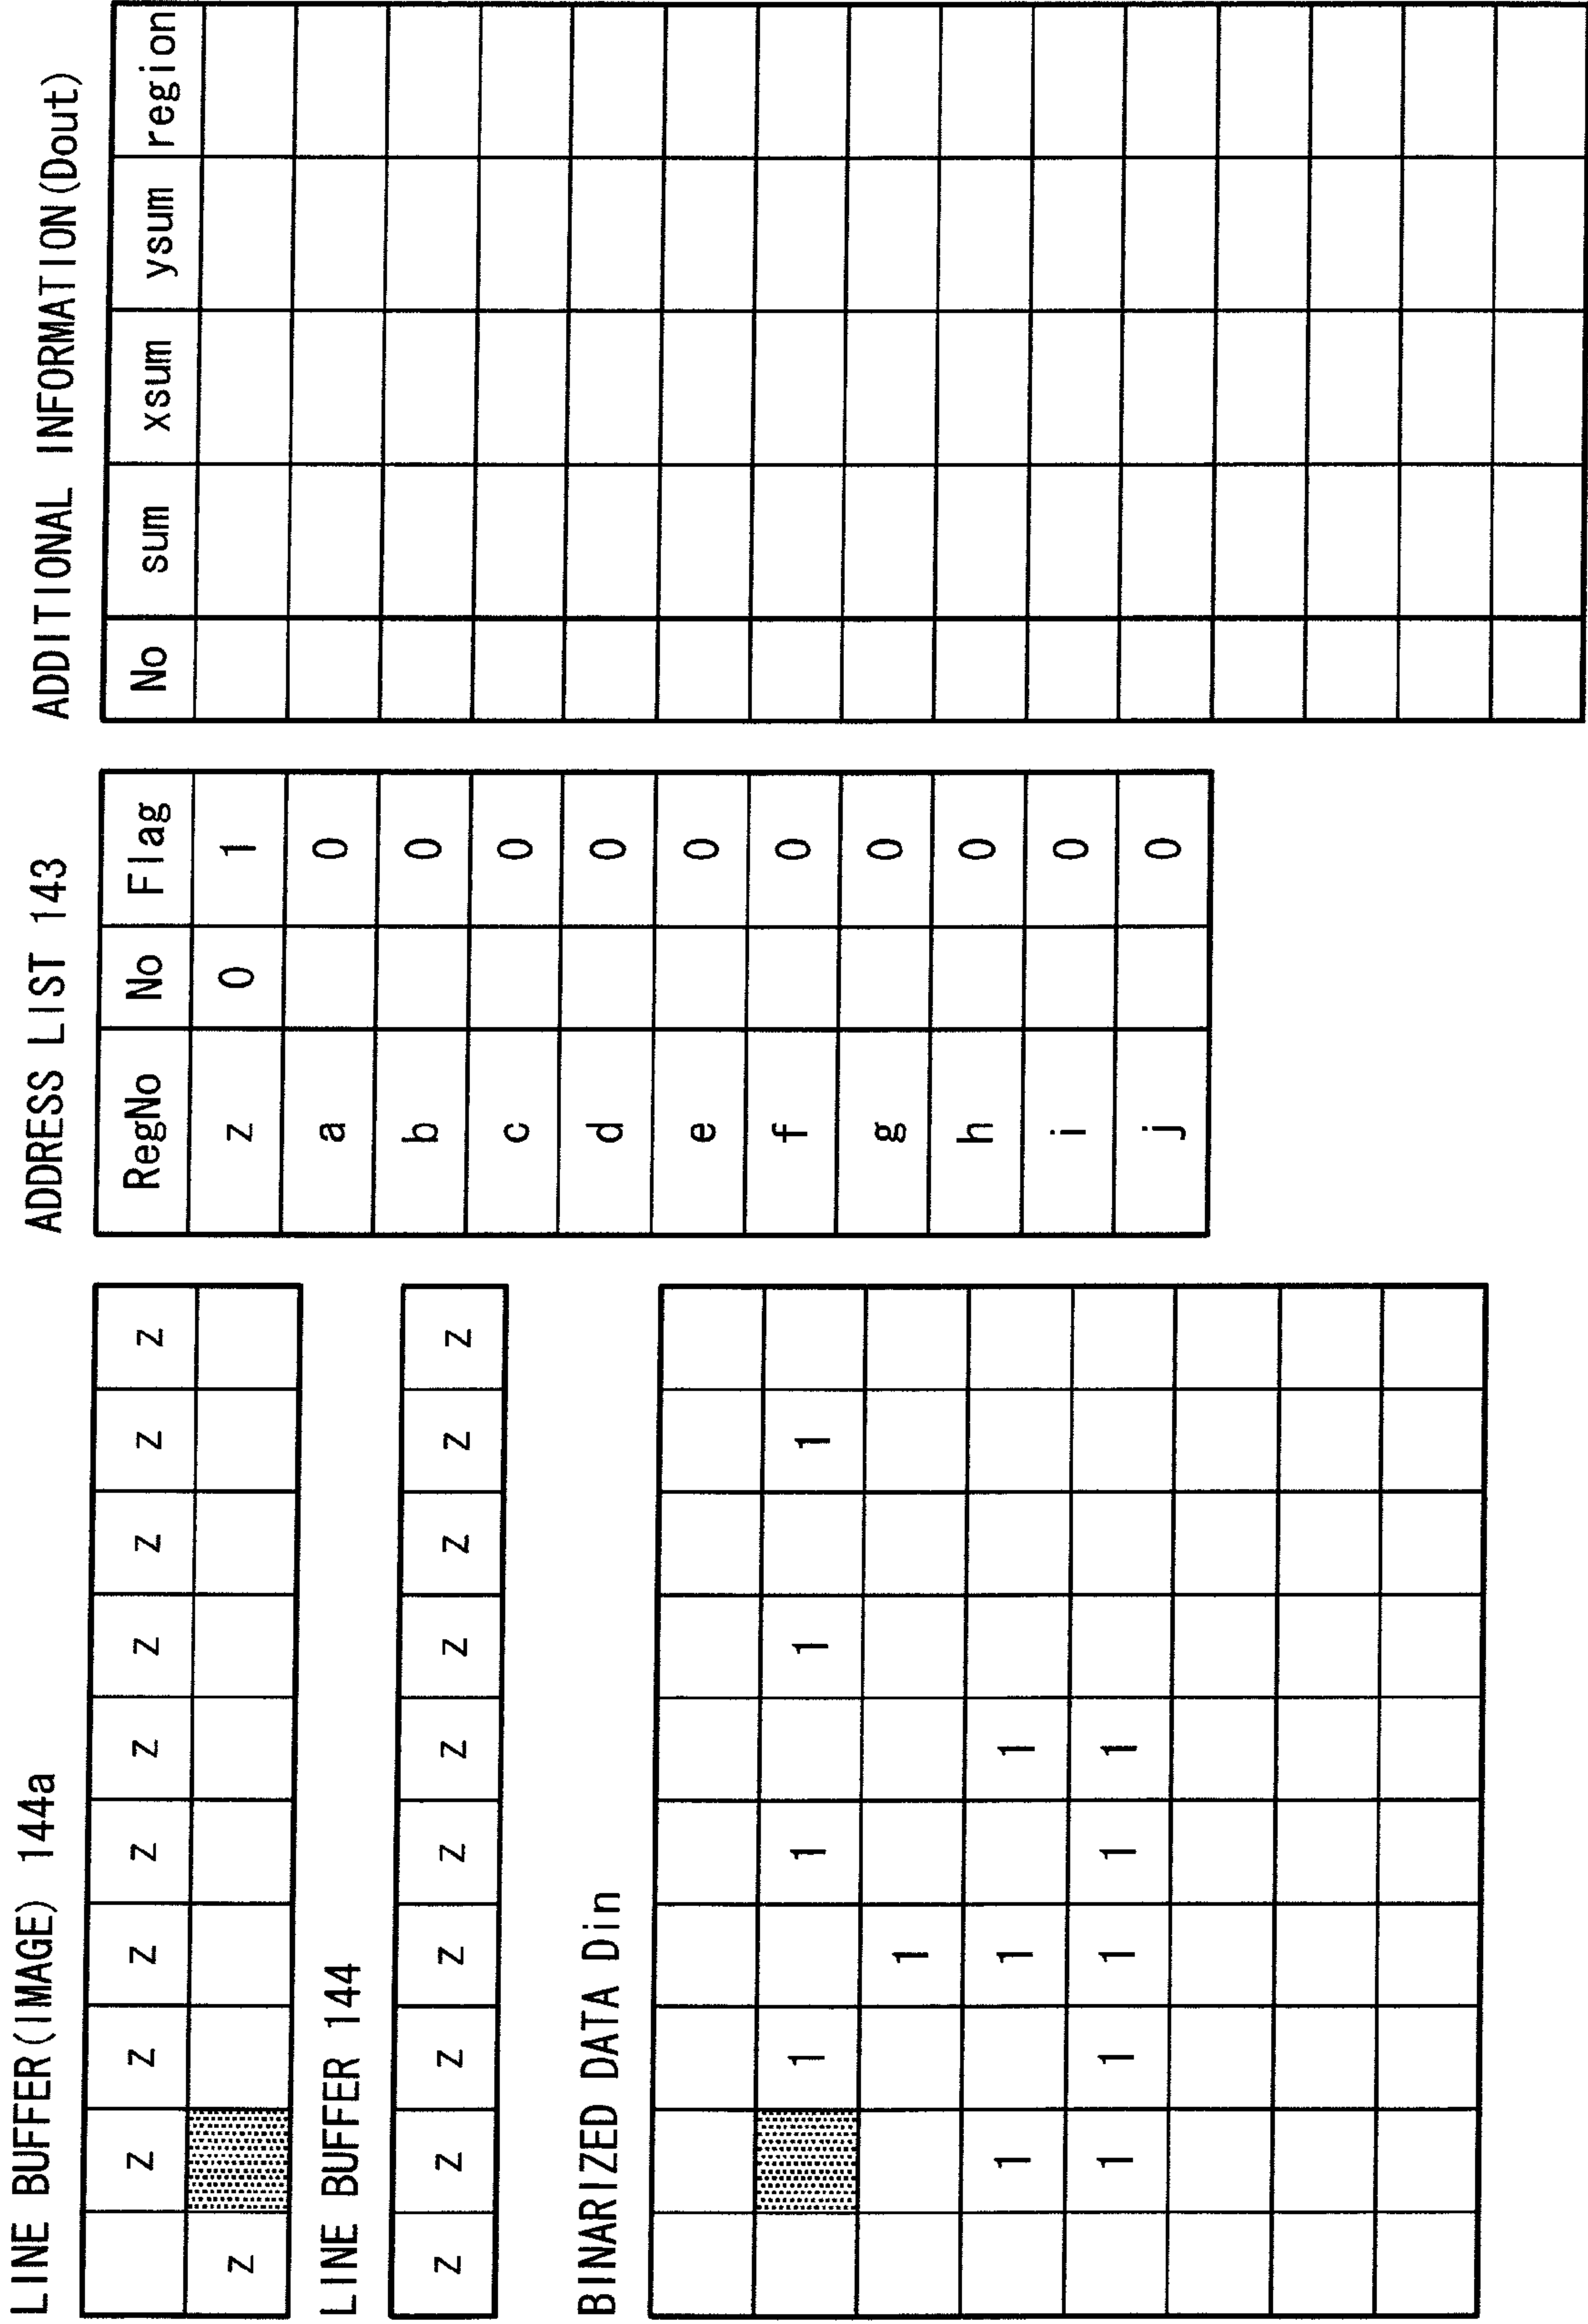 LINE BUFFER(IMAGE) 144a
z z z z z z z z z
z
LINE BUFFER 144
z z z z z z z z z z
BINARIZED DATA Din
1 1 1 1
1
1 1 1
1 1 1 1 1
ADDRESS LIST 143
RegNo No Flag
z 0 1
a 0
b 0
c 0
d 0
e 0
f 0
g 0
h 0
i 0
j 0
ADDITIONAL INFORMATION(Dout)
No sum xsum ysum region